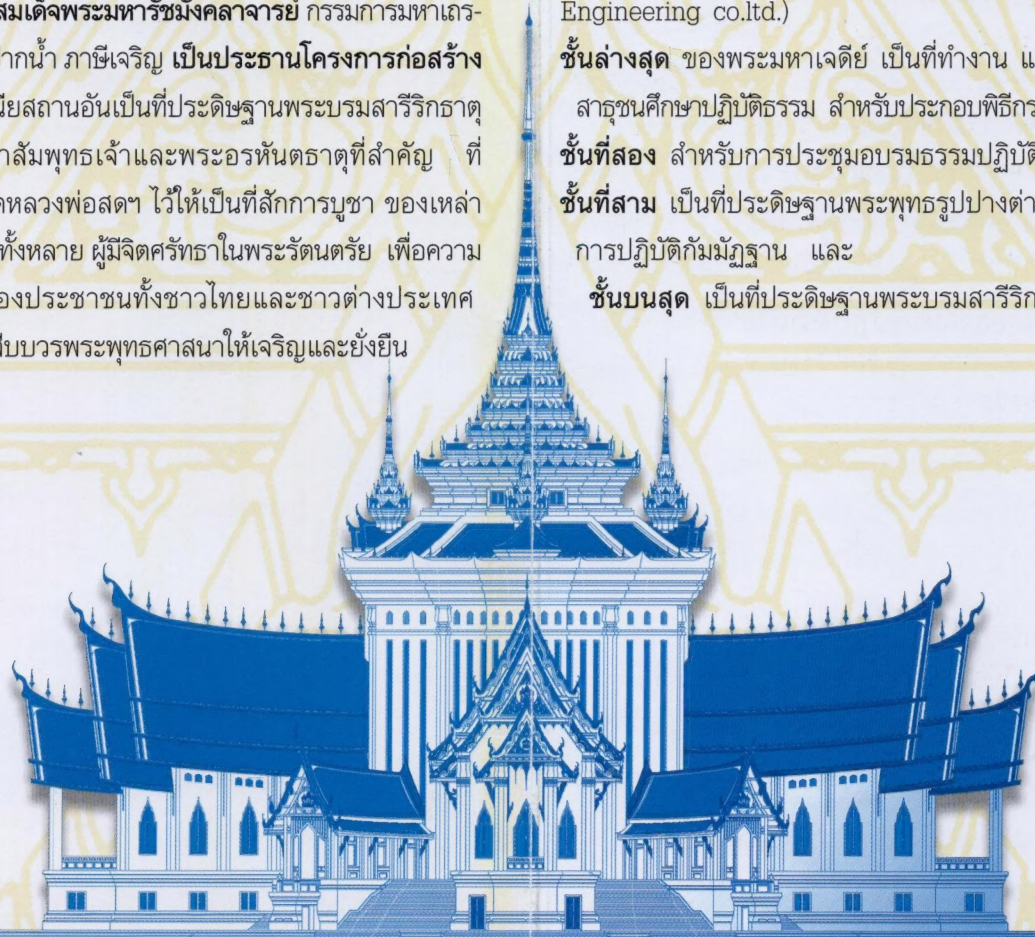 สมเด็จพระมหารัชมังคลาจารย์ กรรมการมหาเถร-
ปากน้ำ ภาษีเจริญ เป็นประธานโครงการก่อสร้าง
นียสถานอันเป็นที่ประดิษฐานพระบรมสารีริกธาตุ
าสัมพุทธเจ้าและพระอรหันตธาตุที่สำคัญ ที่
ดหลวงพ่อสดฯ ไว้ให้เป็นที่สักการบูชา ของเหล่า
ทั้งหลาย ผู้มีจิตศรัทธาในพระรัตนตรัย เพื่อความ
องประชาชนทั้งชาวไทยและชาวต่างประเทศ
สืบบวรพระพุทธศาสนาให้เจริญและยั่งยืน
Engineering co.ltd.)
ชั้นล่างสุด ของพระมหาเจดีย์ เป็นที่ทำงาน แ
สาธุชนศึกษาปฏิบัติธรรม สำหรับประกอบพิธีกร
ชั้นที่สอง สำหรับการประชุมอบรมธรรมปฏิบัติ
ชั้นที่สาม เป็นที่ประดิษฐานพระพุทธรูปปางต่า
การปฏิบัติกัมมัฏฐาน และ
ชั้นบนสุด เป็นที่ประดิษฐานพระบรมสารีริก